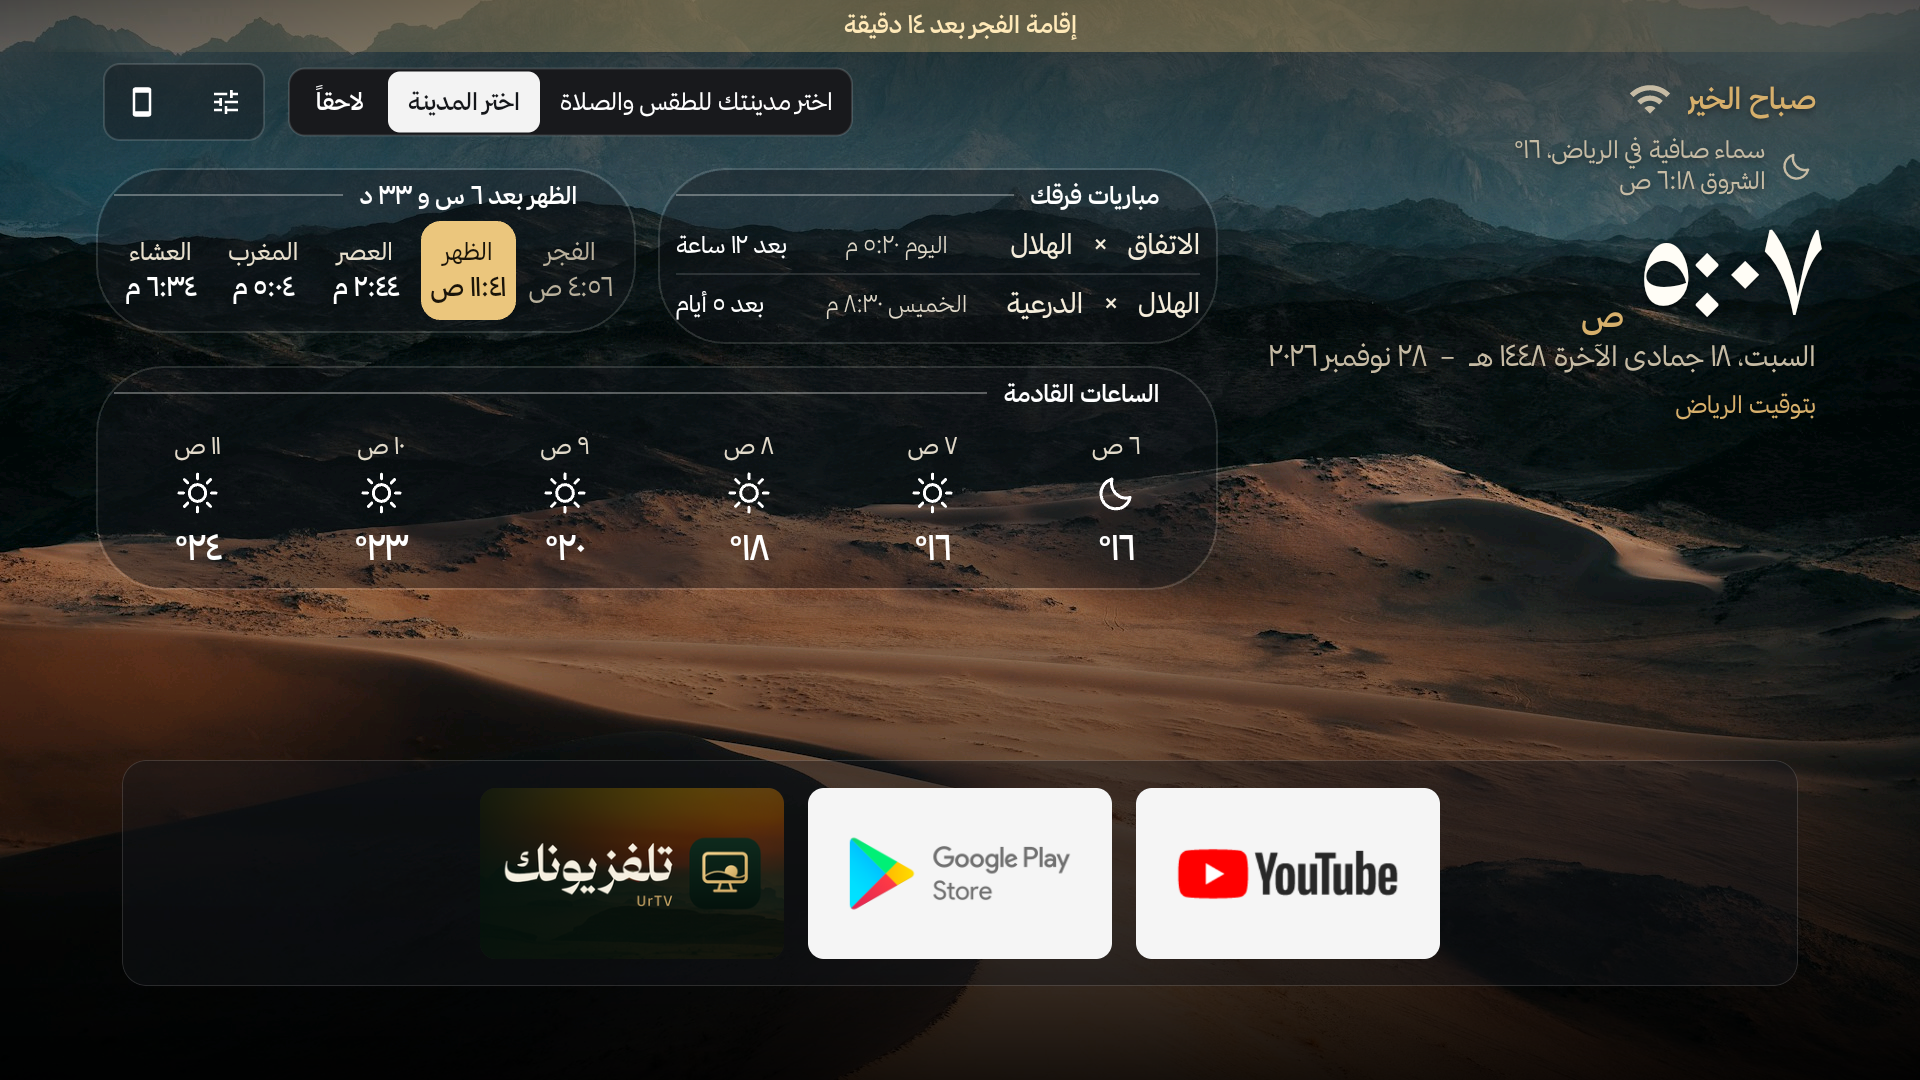 إقامة الفجر بعد ١٤ دقيقة
صباح الخير
سماء صافية في الرياض، ١٦°
الشروق ٦:١٨ ص
٥:٠٧ ص
السبت، ١٨ جمادى الآخرة ١٤٤٨ هـ – ٢٨ نوفمبر ٢٠٢٦
بتوقيت الرياض
اختر مدينتك للطقس والصلاة
اختر المدينة
لاحقاً
مباريات فرقك
الاتفاق × الهلال اليوم ٥:٢٠ م بعد ١٢ ساعة
الهلال × الدرعية الخميس ٨:٣٠ م بعد ٥ أيام
الظهر بعد ٦ س و ٣٣ د
الفجر الظهر العصر المغرب العشاء
٤:٥٦ ص ١١:٤١ ص ٢:٤٤ م ٥:٠٤ م ٦:٣٤ م
الساعات القادمة
٦ ص ٧ ص ٨ ص ٩ ص ١٠ ص ١١ ص
١٦° ١٦° ١٨° ٢٠° ٢٣° ٢٤°
YouTube
Google Play
Store
تلفزيونك
UrTV